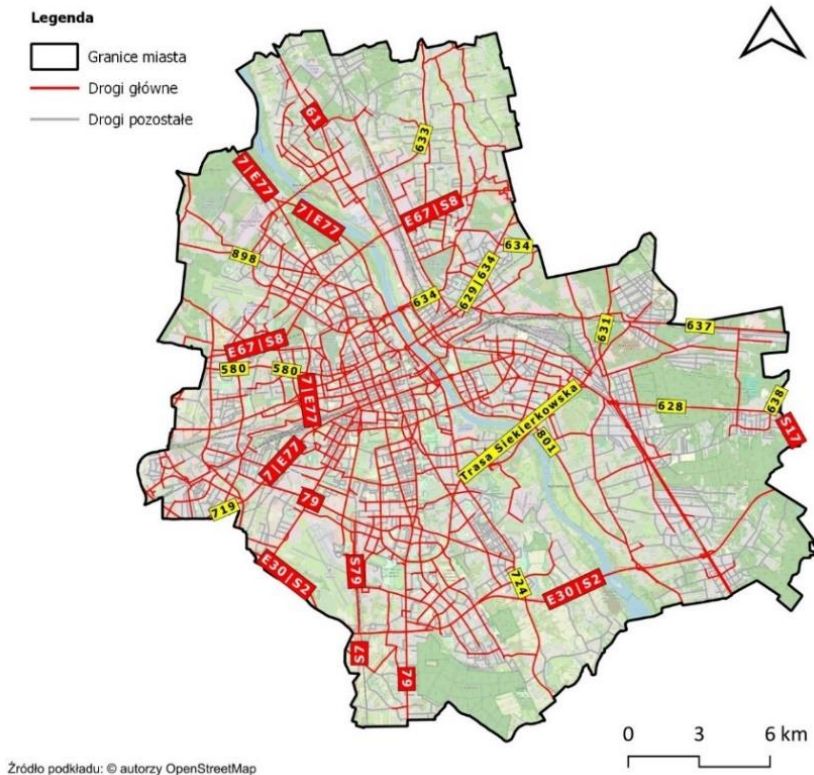 Legenda
Granice miasta
Drogi główne
Drogi pozostałe
61
633
7|E77
7|E77
E67|S8
634
898
629|634
634
631
637
E67|S8
580
580
7|E77
638
628
S17
Trasa Siekierkowska
801
7|E77
79
719
E30|S2
S79
724
E30|S2
7S
79
0 3 6 km
Źródło podkładu: © autorzy OpenStreetMap